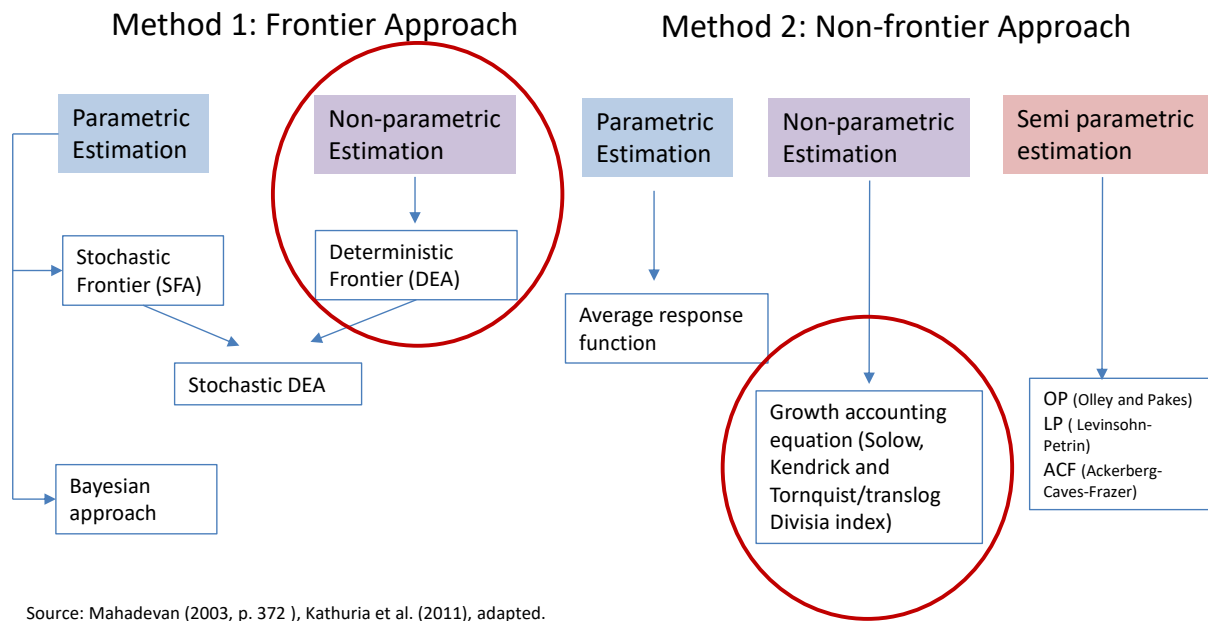 Method 1: Frontier Approach
Method 2: Non-frontier Approach
Parametric
Estimation
Non-parametric
Estimation
Parametric
Estimation
Non-parametric
Estimation
Semi parametric
estimation
Stochastic
Frontier (SFA)
Deterministic
Frontier (DEA)
Average response
function
Stochastic DEA
Growth accounting
equation (Solow,
Kendrick and
Tornquist/translog
Divisia index)
OP (Olley and Pakes)
LP ( Levinsohn-
Petrin)
ACF (Ackerberg-
Caves-Frazer)
Bayesian
approach
Source: Mahadevan (2003, p. 372 ), Kathuria et al. (2011), adapted.